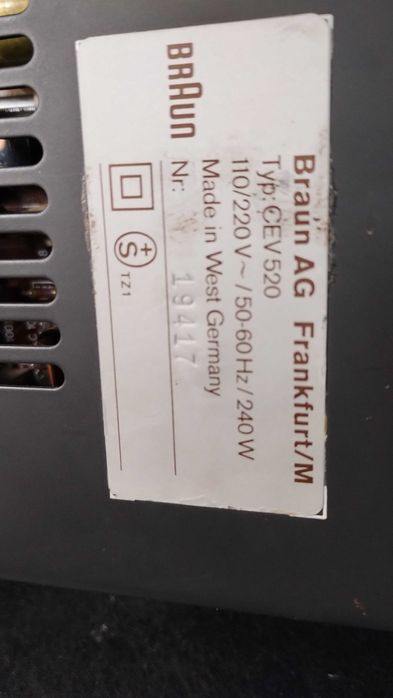 Braun AG Frankfurt/M
Typ: CEV 520
110/220 V~ / 50-60 Hz / 240 W
Made in West Germany
Nr: 19417
BRAUN
+S TZ1